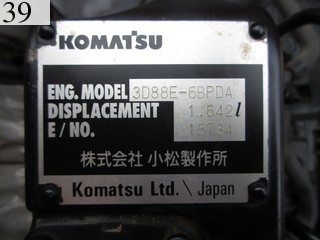 39
KOMATSU
ENG. MODEL 3D88E-6BPDA
DISPLACEMENT 1.642 l
E / NO. 15734
株式会社 小松製作所
Komatsu Ltd. \ Japan